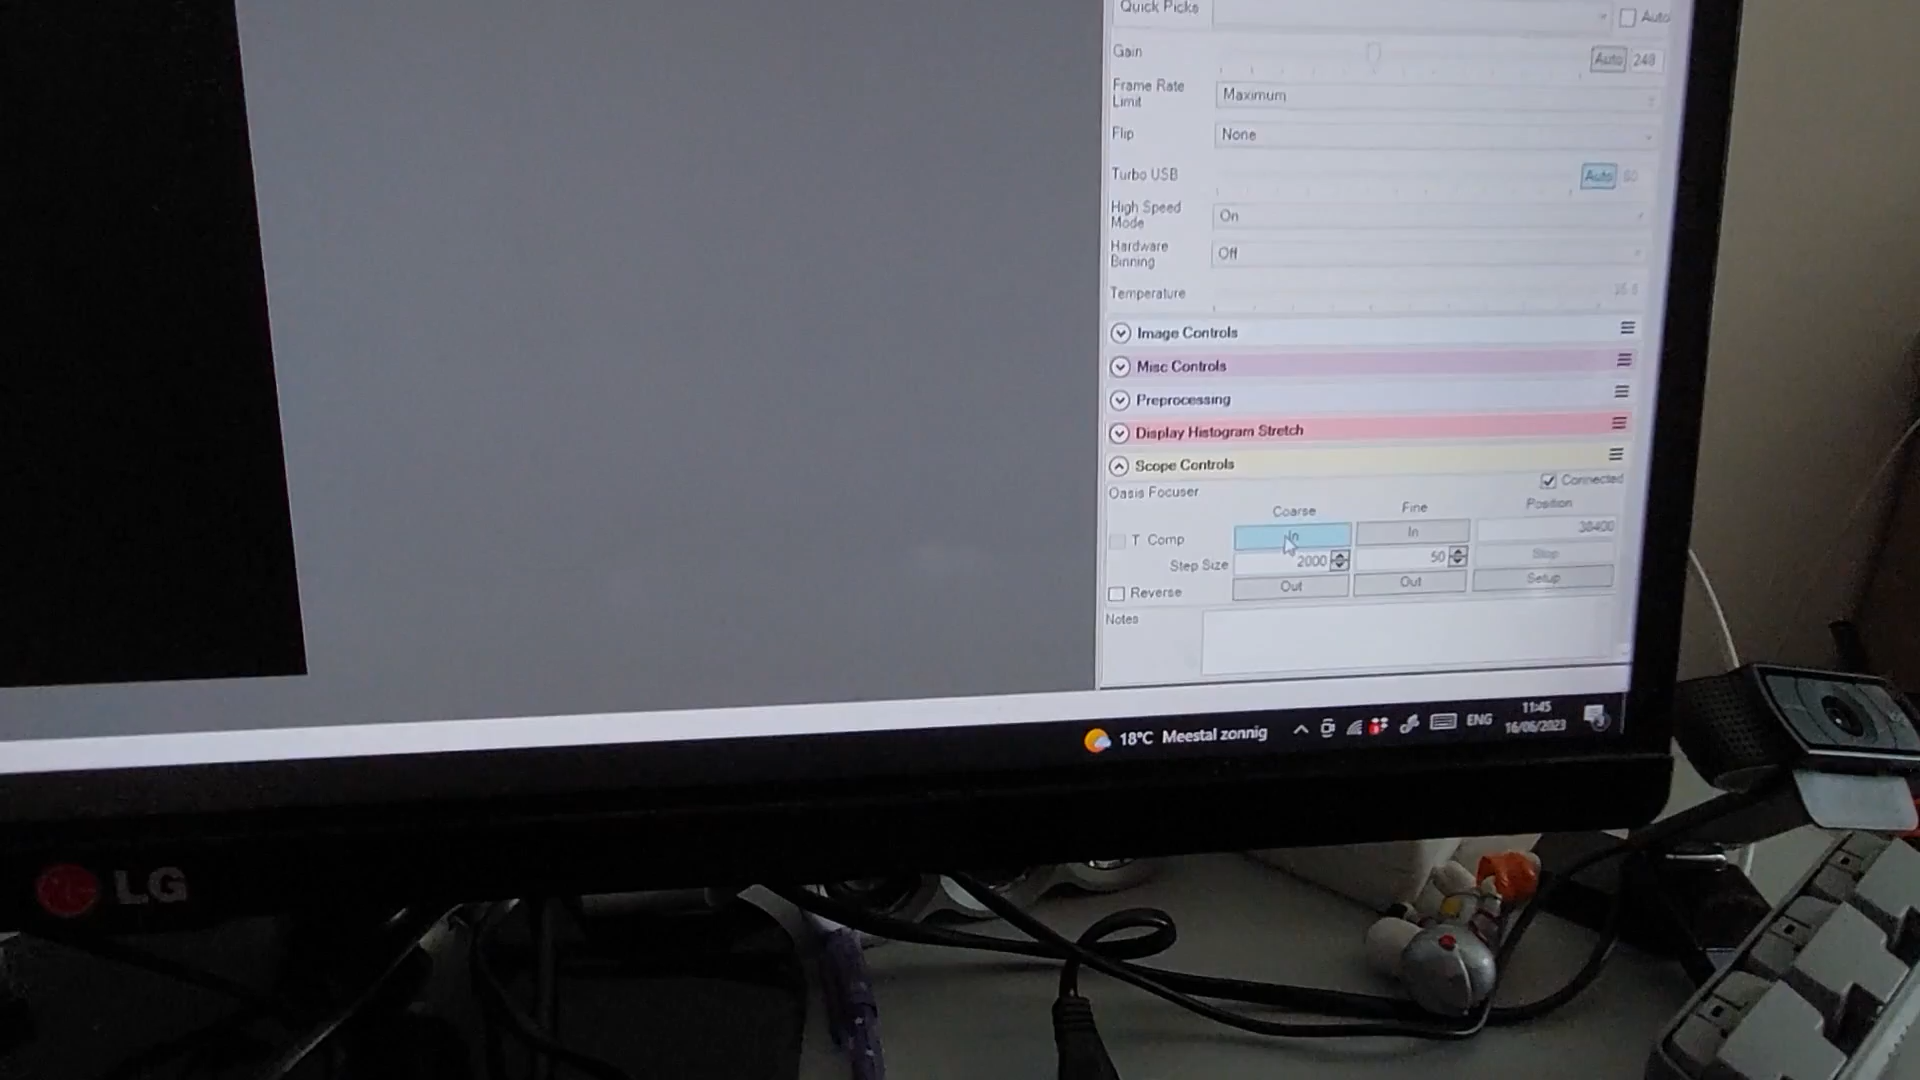 Quick Picks Auto
Gain Auto 248
Frame Rate Limit Maximum
Flip None
Turbo USB Auto 80
High Speed Mode On
Hardware Binning Off
Temperature
Image Controls
Misc Controls
Preprocessing
Display Histogram Stretch
Scope Controls
Oasis Focuser Connected
Coarse Fine Position
T Comp In In 38400
Step Size 2000 50 Stop
Reverse Out Out Setup
Notes
18°C Meestal zonnig ENG 11:45
16/06/2023
LG